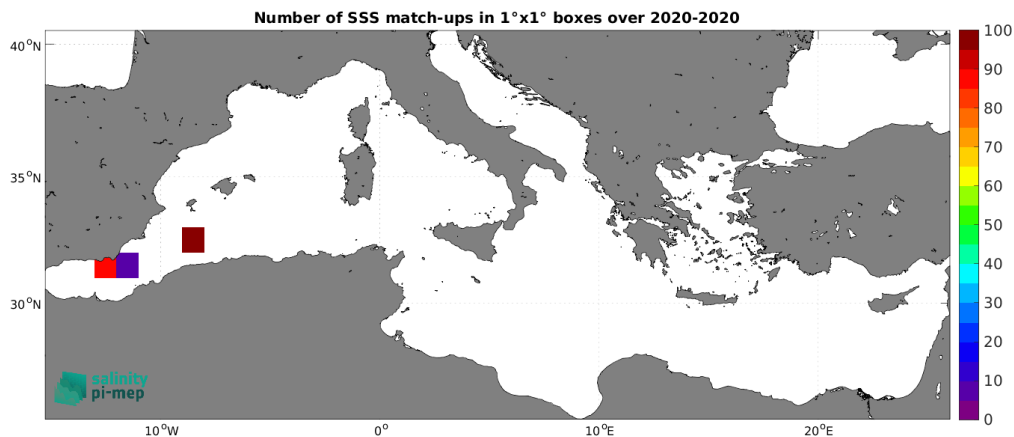 Number of SSS match-ups in 1°x1° boxes over 2020-2020
40°N
35°N
30°N
10°W
0°
10°E
20°E
100
90
80
70
60
50
40
30
20
10
0
salinity
pi-mep